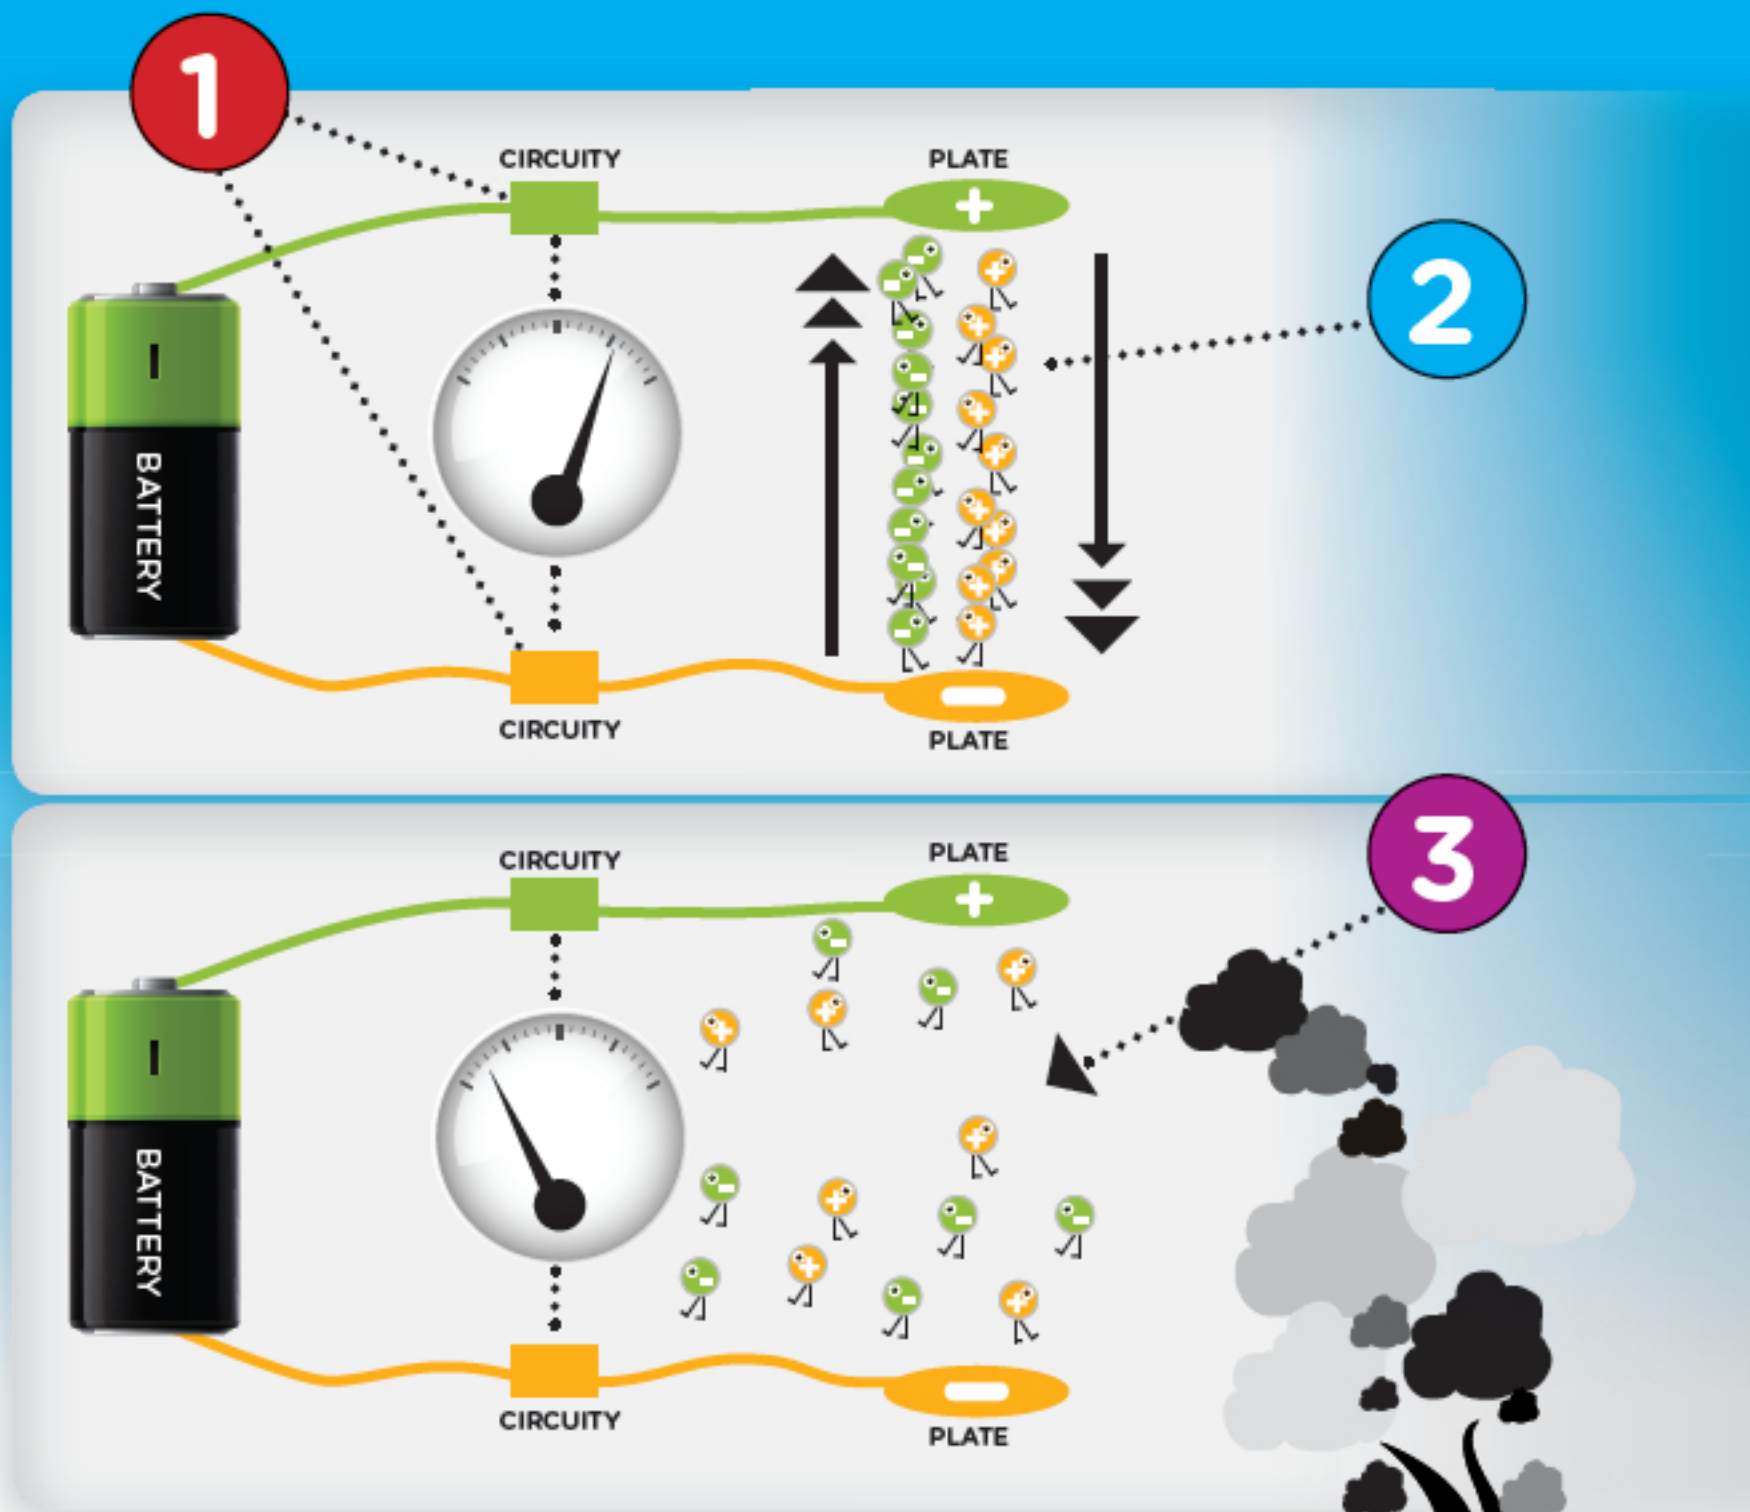 1
CIRCUITY
PLATE
+
2
I
BATTERY
CIRCUITY
PLATE
3
CIRCUITY
PLATE
+
I
BATTERY
CIRCUITY
PLATE